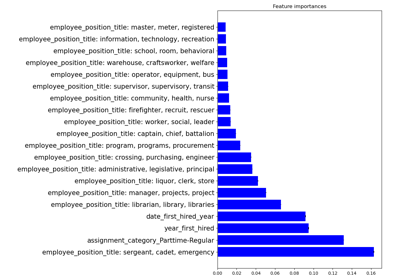 Feature importances
employee_position_title: master, meter, registered
employee_position_title: information, technology, recreation
employee_position_title: school, room, behavioral
employee_position_title: warehouse, craftsworker, welfare
employee_position_title: operator, equipment, bus
employee_position_title: supervisor, supervisory, transit
employee_position_title: community, health, nurse
employee_position_title: firefighter, recruit, rescuer
employee_position_title: worker, social, leader
employee_position_title: captain, chief, battalion
employee_position_title: program, programs, procurement
employee_position_title: crossing, purchasing, engineer
employee_position_title: administrative, legislative, principal
employee_position_title: liquor, clerk, store
employee_position_title: manager, projects, project
employee_position_title: librarian, library, libraries
date_first_hired_year
year_first_hired
assignment_category_Parttime-Regular
employee_position_title: sergeant, cadet, emergency
0.00 0.02 0.04 0.06 0.08 0.10 0.12 0.14 0.16